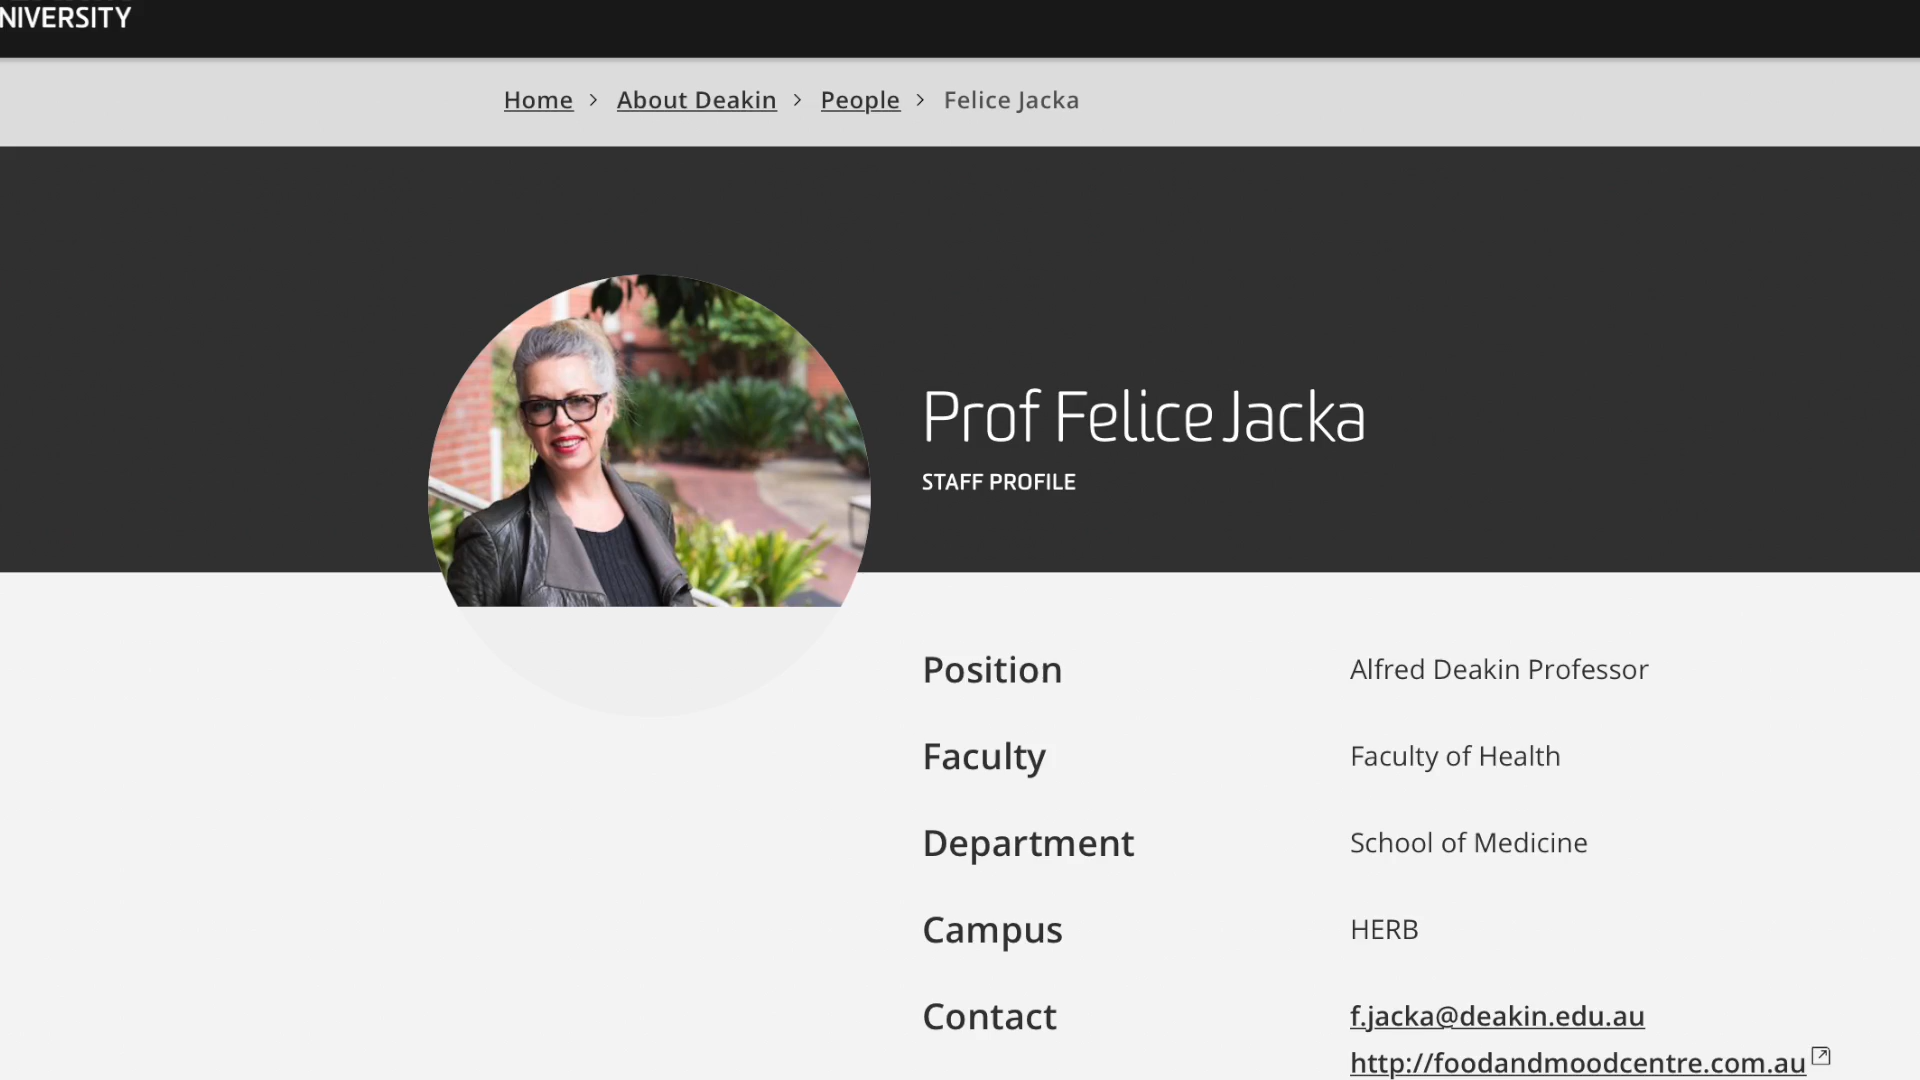 NIVERSITY
Home > About Deakin > People > Felice Jacka
Prof Felice Jacka
STAFF PROFILE
Position Alfred Deakin Professor
Faculty Faculty of Health
Department School of Medicine
Campus HERB
Contact f.jacka@deakin.edu.au
http://foodandmoodcentre.com.au